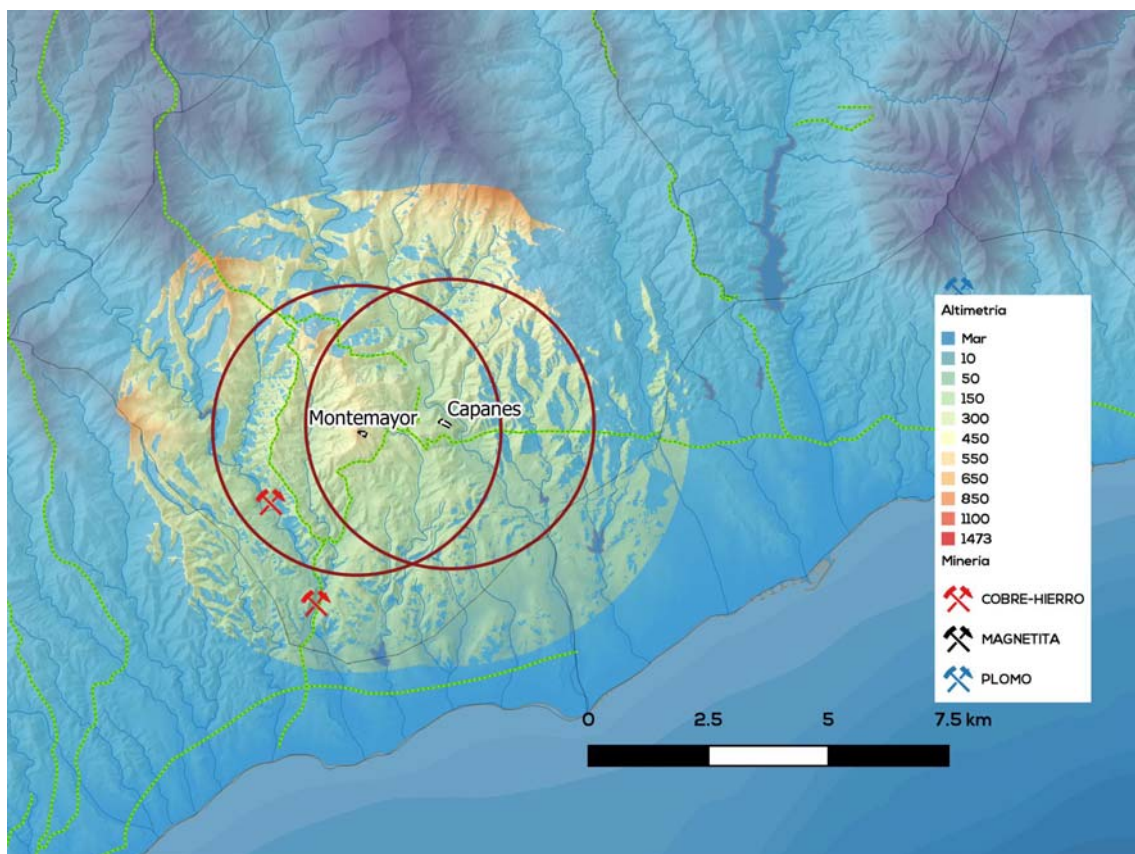 Montemayor
Capanes
Altimetría
Mar
10
50
150
300
450
550
650
850
1100
1473
Minería
COBRE-HIERRO
MAGNETITA
PLOMO
0 2.5 5 7.5 km